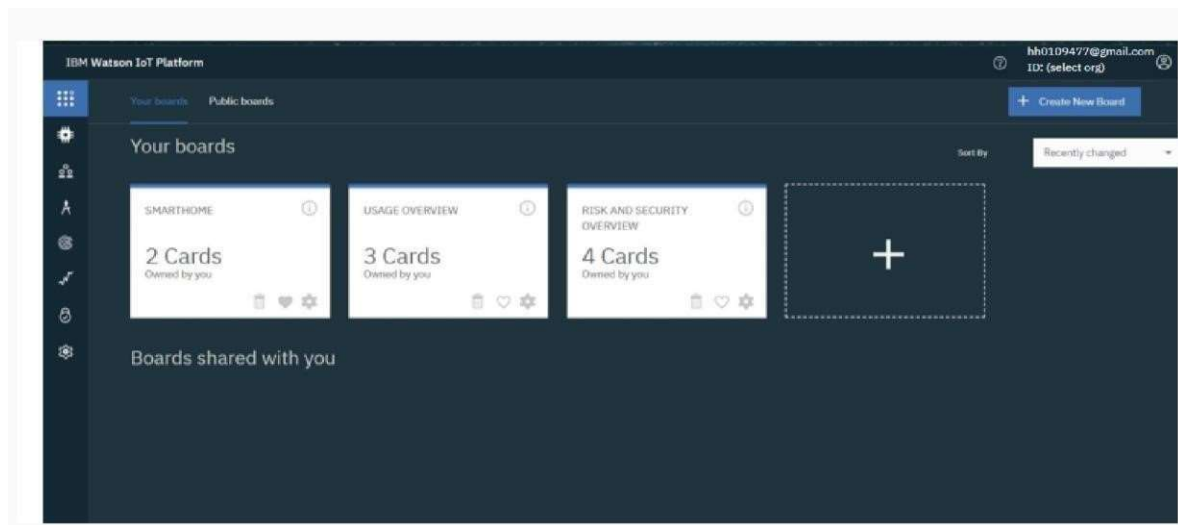 IBM Watson IoT Platform
hh0109477@gmail.com
ID: (select org)
Your boards
Public boards
+ Create New Board
Your boards
Sort By
Recently changed
SMARTHOME
2 Cards
Owned by you
USAGE OVERVIEW
3 Cards
Owned by you
RISK AND SECURITY
OVERVIEW
4 Cards
Owned by you
Boards shared with you